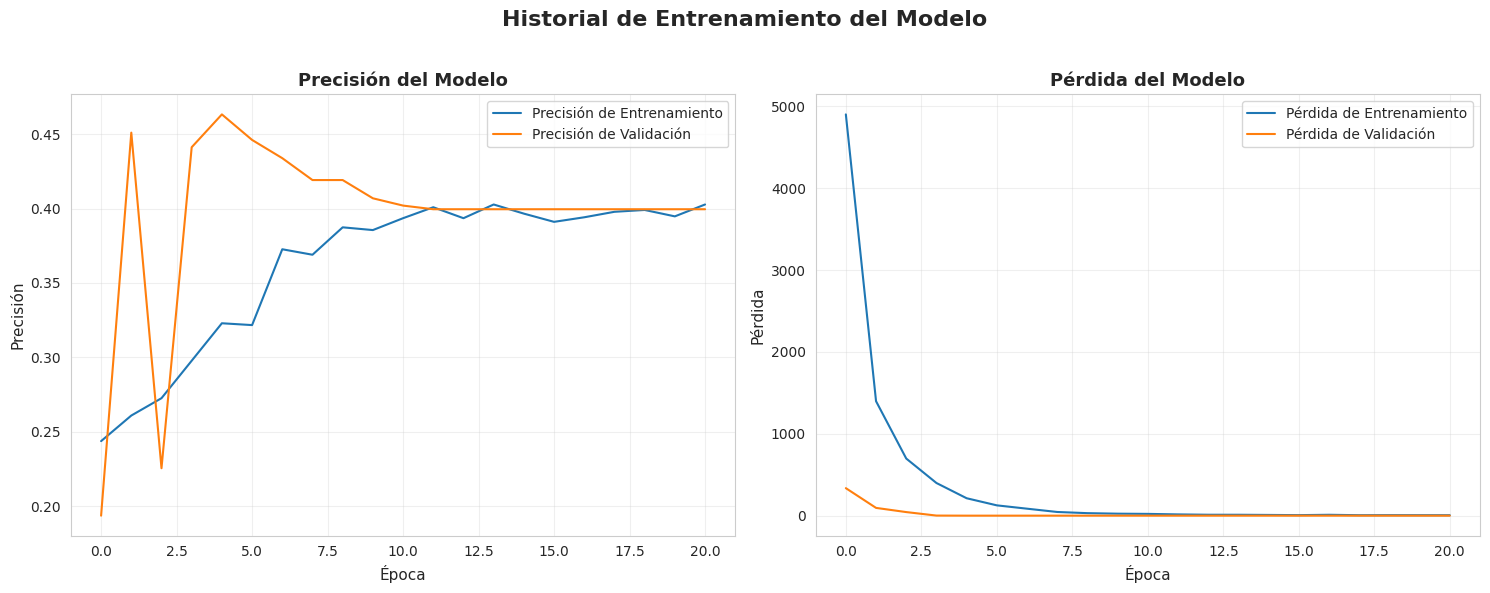 Historial de Entrenamiento del Modelo
Precisión del Modelo
Precisión de Entrenamiento
Precisión de Validación
Precisión
0.45
0.40
0.35
0.30
0.25
0.20
0.0 2.5 5.0 7.5 10.0 12.5 15.0 17.5 20.0
Época
Pérdida del Modelo
Pérdida de Entrenamiento
Pérdida de Validación
Pérdida
5000
4000
3000
2000
1000
0
0.0 2.5 5.0 7.5 10.0 12.5 15.0 17.5 20.0
Época